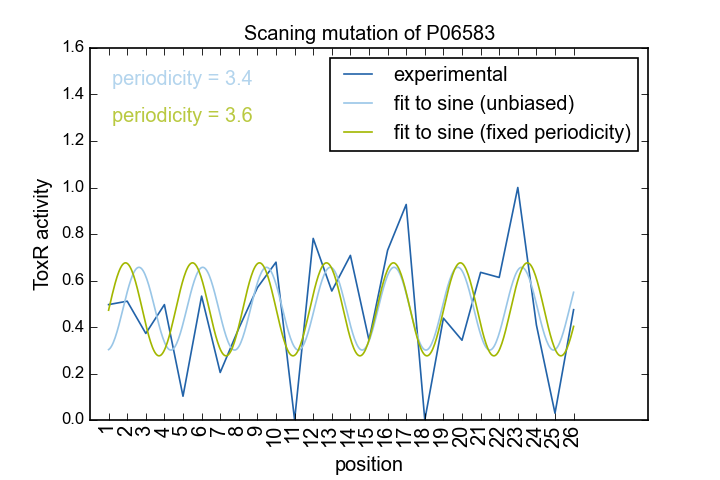 Scaning mutation of P06583
1.6
1.4
1.2
1.0
0.8
0.6
0.4
0.2
0.0
ToxR activity
periodicity = 3.4
periodicity = 3.6
experimental
fit to sine (unbiased)
fit to sine (fixed periodicity)
1 2 3 4 5 6 7 8 9 10 11 12 13 14 15 16 17 18 19 20 21 22 23 24 25 26
position